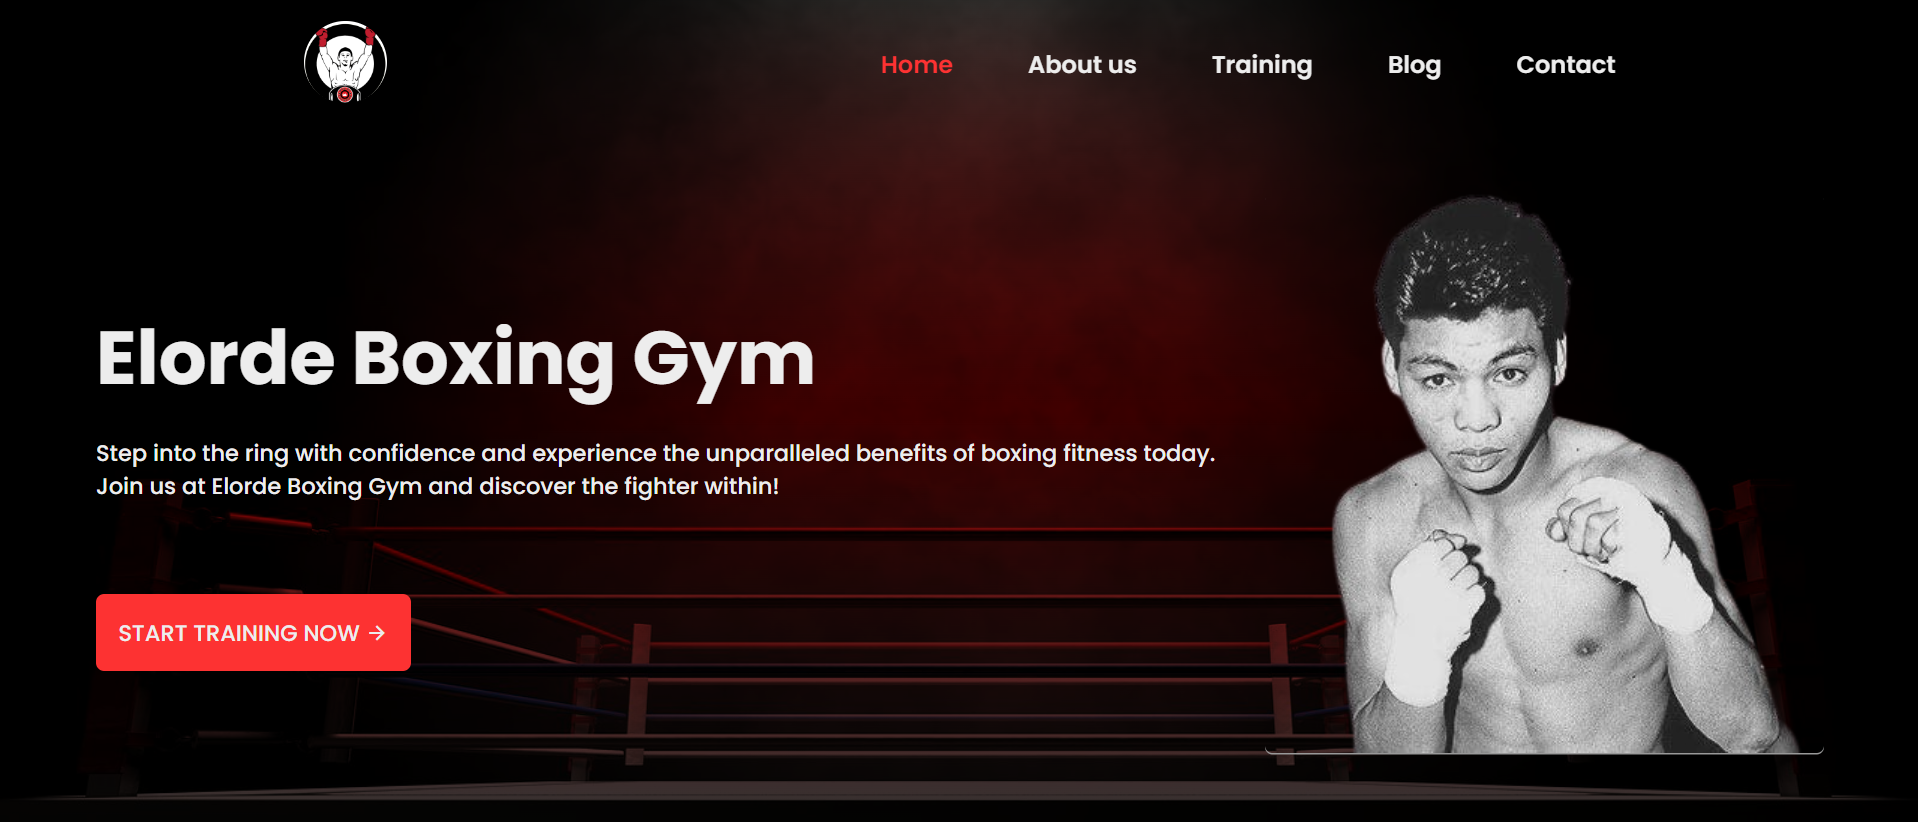 Home About us Training Blog Contact
Elorde Boxing Gym
Step into the ring with confidence and experience the unparalleled benefits of boxing fitness today.
Join us at Elorde Boxing Gym and discover the fighter within!
START TRAINING NOW →